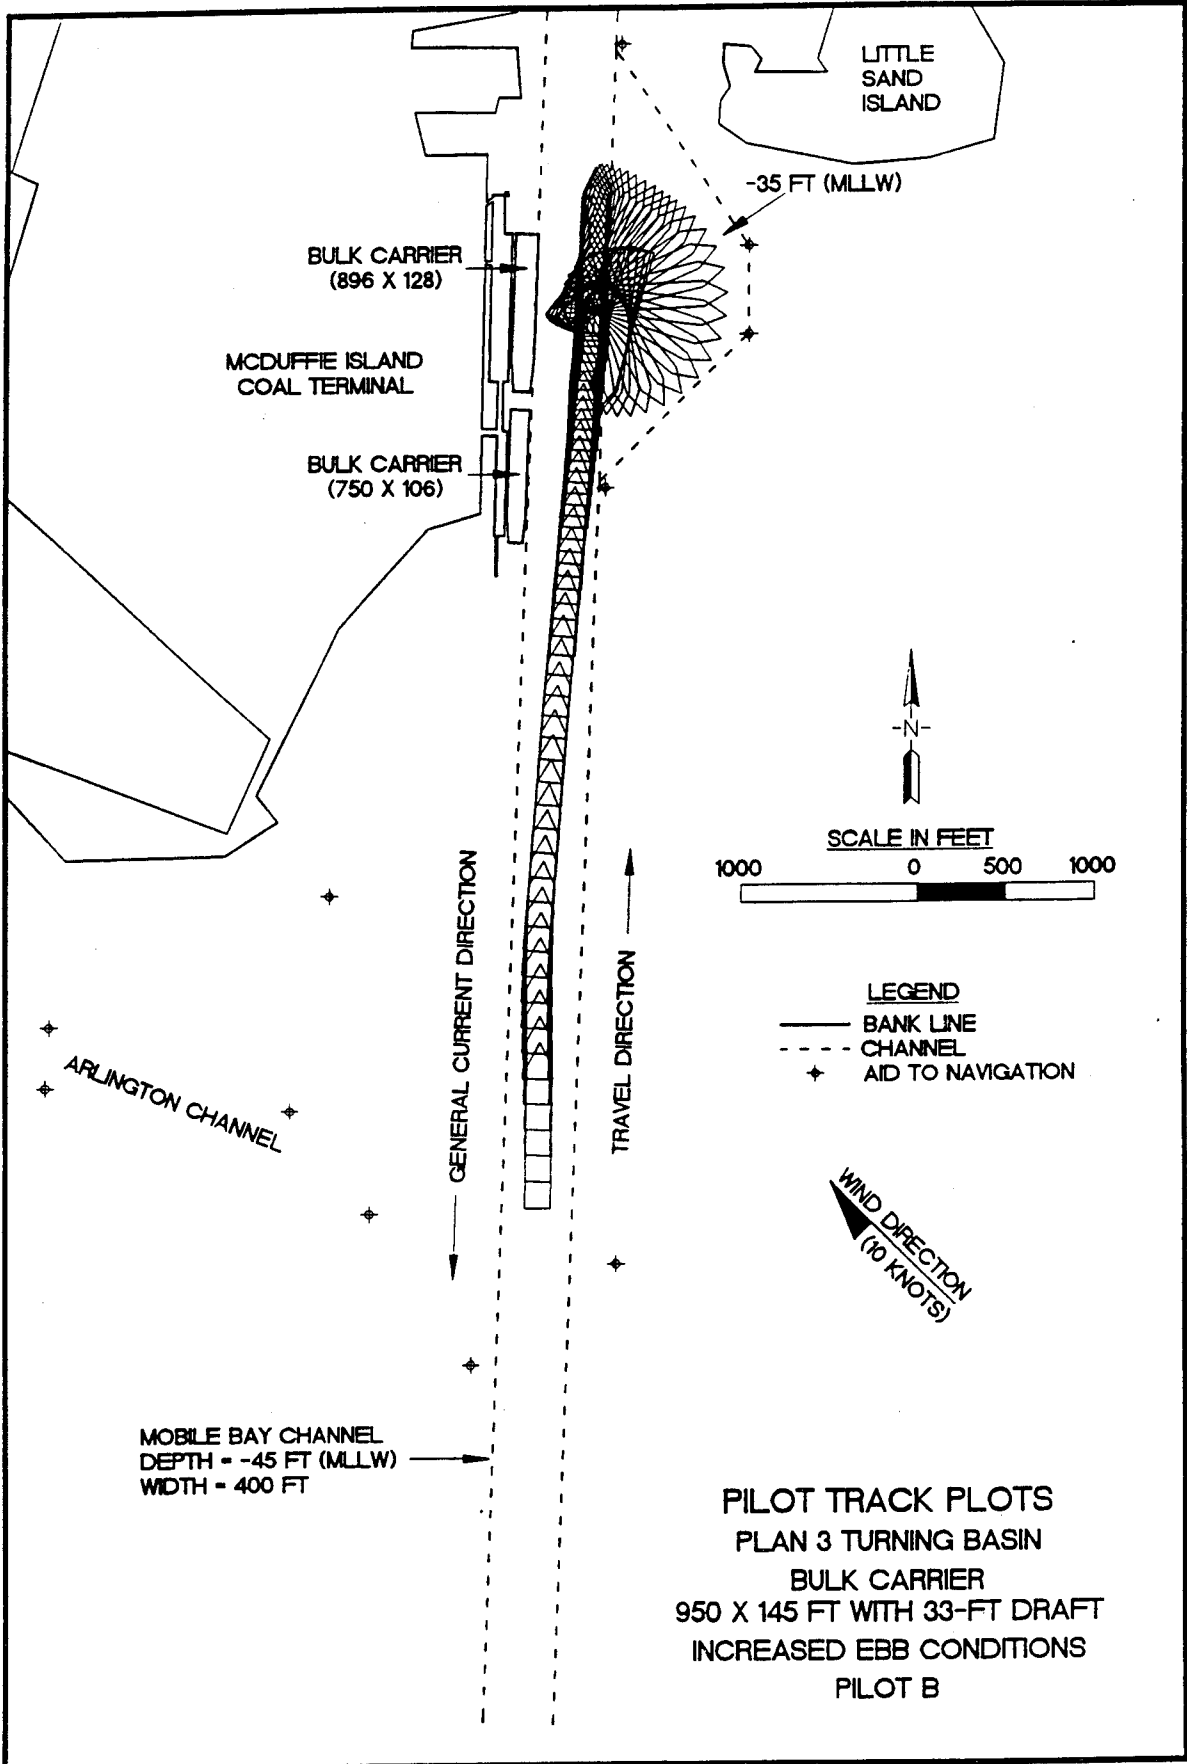 LITTLE
SAND
ISLAND
-35 FT (MLLW)
BULK CARRIER
(896 X 128)
MCDUFFIE ISLAND
COAL TERMINAL
BULK CARRIER
(750 X 106)
-N-
SCALE IN FEET
1000 0 500 1000
GENERAL CURRENT DIRECTION
TRAVEL DIRECTION
LEGEND
BANK LINE
CHANNEL
AID TO NAVIGATION
ARLINGTON CHANNEL
WIND DIRECTION
(10 KNOTS)
MOBILE BAY CHANNEL
DEPTH = -45 FT (MLLW)
WIDTH = 400 FT
PILOT TRACK PLOTS
PLAN 3 TURNING BASIN
BULK CARRIER
950 X 145 FT WITH 33-FT DRAFT
INCREASED EBB CONDITIONS
PILOT B